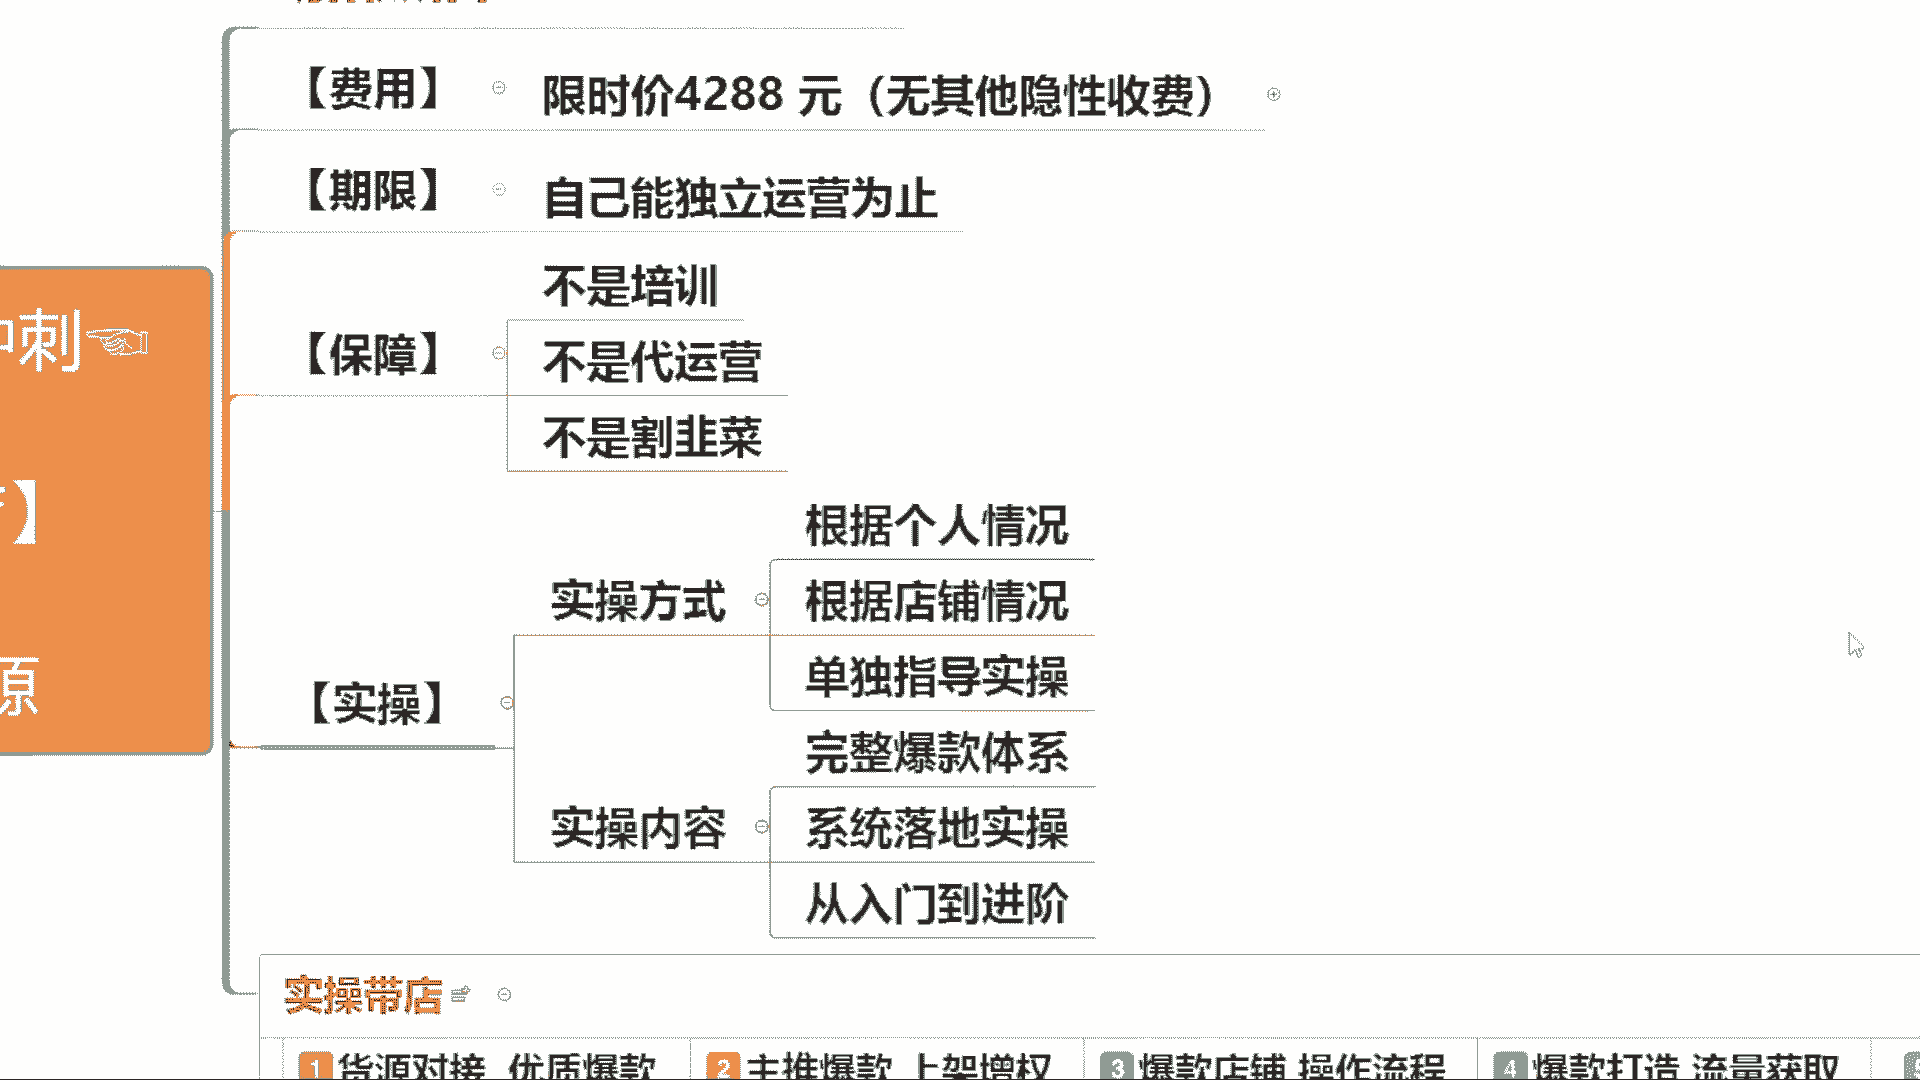 【费用】 限时价4288 元（无其他隐性收费）
【期限】 自己能独立运营为止
【保障】
不是培训
不是代运营
不是割韭菜
【实操】
实操方式
根据个人情况
根据店铺情况
单独指导实操
实操内容
完整爆款体系
系统落地实操
从入门到进阶
刺
】
源
实操带店
1 货源对接 优质爆款
2 主推爆款 上架增权
3 爆款店铺 操作流程
4 爆款打造 流量获取